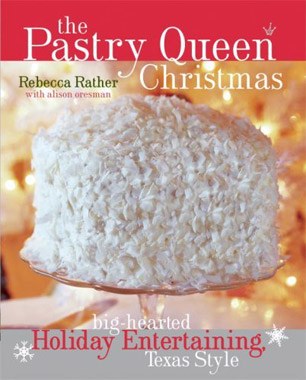 the
Pastry Queen
Christmas
Rebecca Rather
with alison oresman
big-hearted
Holiday Entertaining,
Texas Style